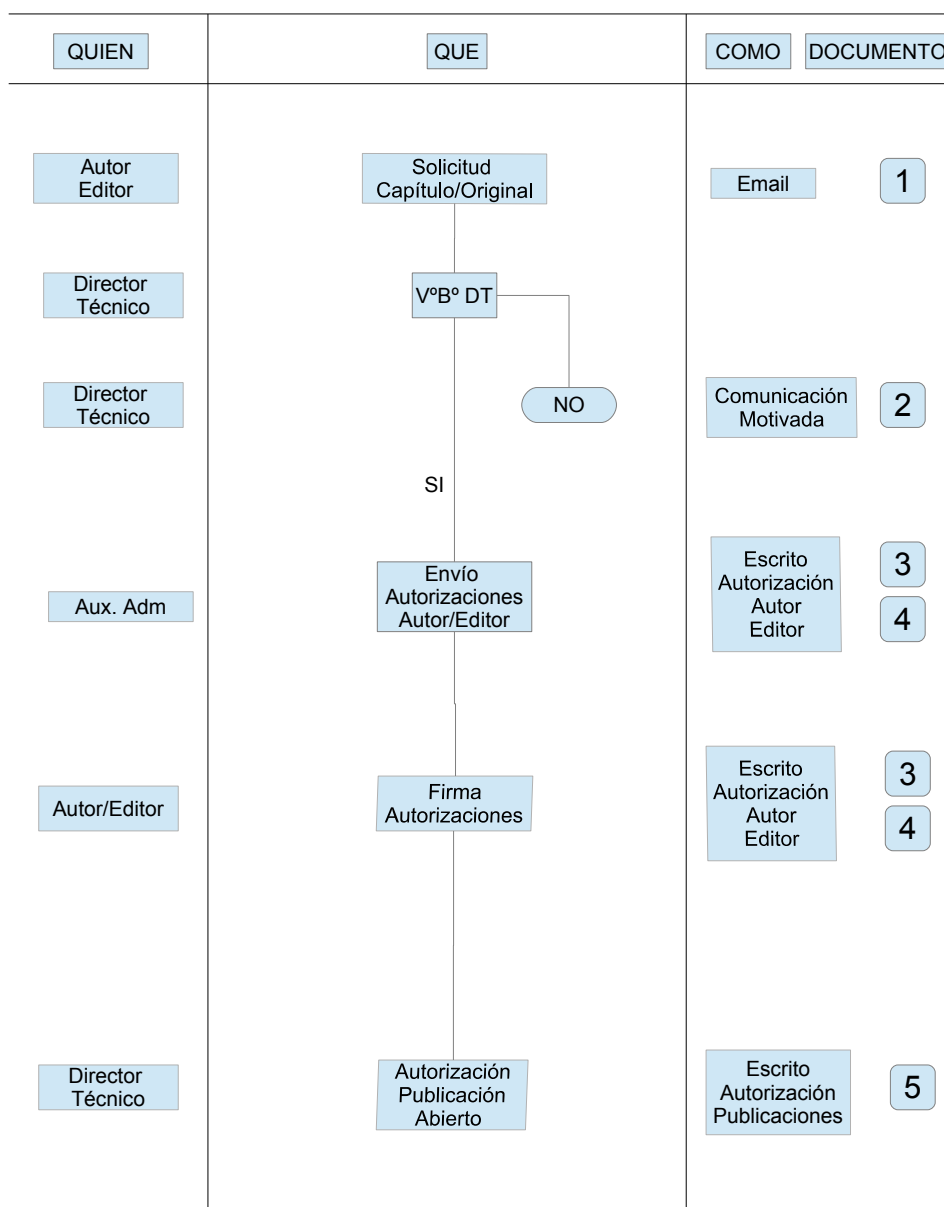 QUIEN
QUE
COMO
DOCUMENTO
Autor
Editor
Solicitud
Capítulo/Original
Email
1
Director
Técnico
VºBº DT
Director
Técnico
NO
Comunicación
Motivada
2
SI
Aux. Adm
Envío
Autorizaciones
Autor/Editor
Escrito
Autorización
Autor
Editor
3
4
Autor/Editor
Firma
Autorizaciones
Escrito
Autorización
Autor
Editor
3
4
Director
Técnico
Autorización
Publicación
Abierto
Escrito
Autorización
Publicaciones
5